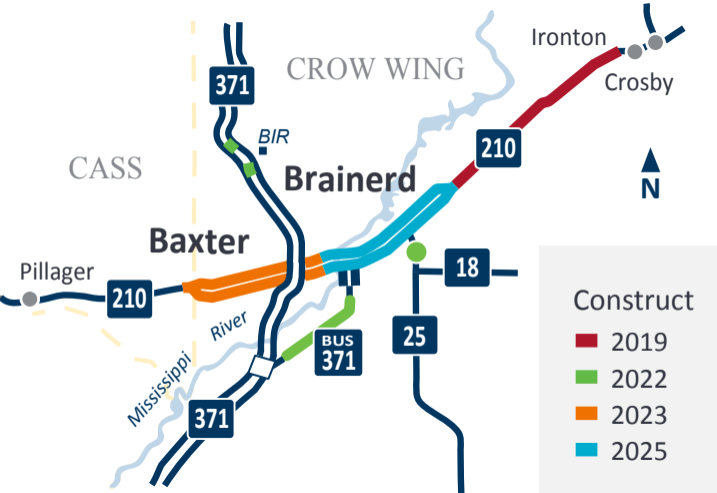 Ironton
371
CROW WING
Crosby
BIR
210
CASS
Brainerd
N
Baxter
Pillager
18
210
Construct
River
2019
BUS
371
25
2022
Mississippi
2023
371
2025